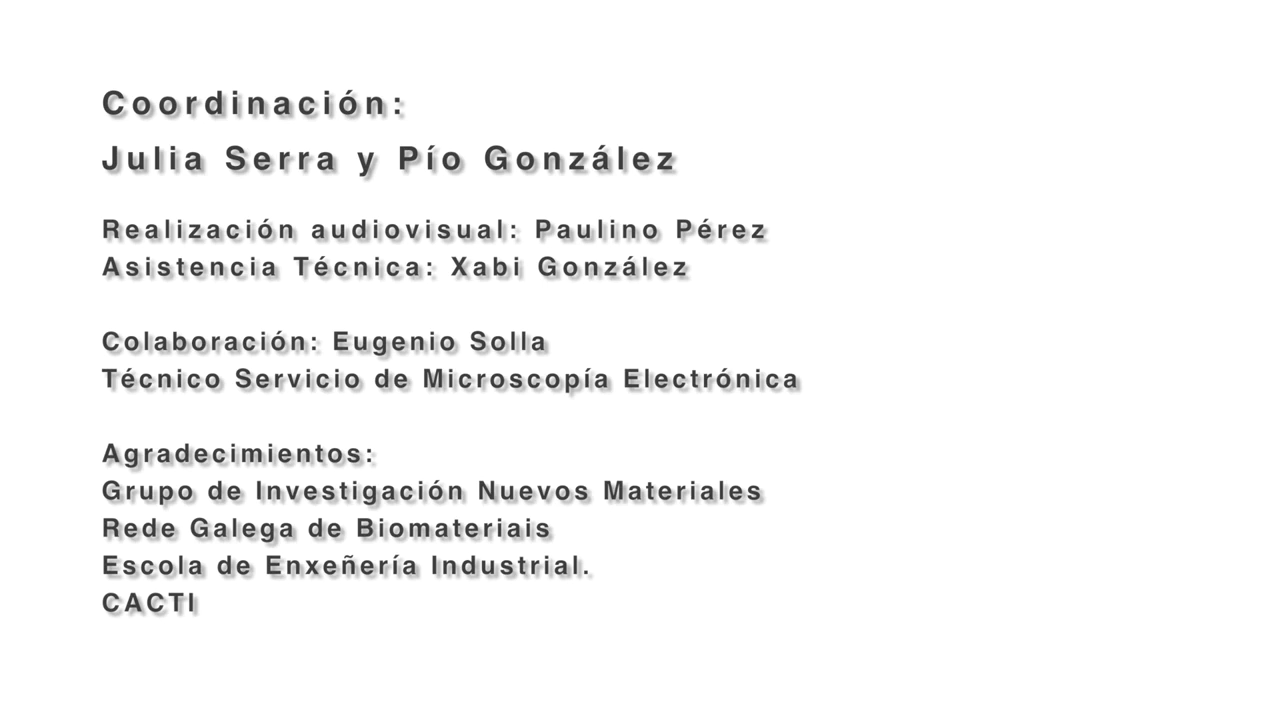 Coordinación:
Julia Serra y Pío González
Realización audiovisual: Paulino Pérez
Asistencia Técnica: Xabi González
Colaboración: Eugenio Solla
Técnico Servicio de Microscopía Electrónica
Agradecimientos:
Grupo de Investigación Nuevos Materiales
Rede Galega de Biomateriais
Escola de Enxeñería Industrial.
CACTI